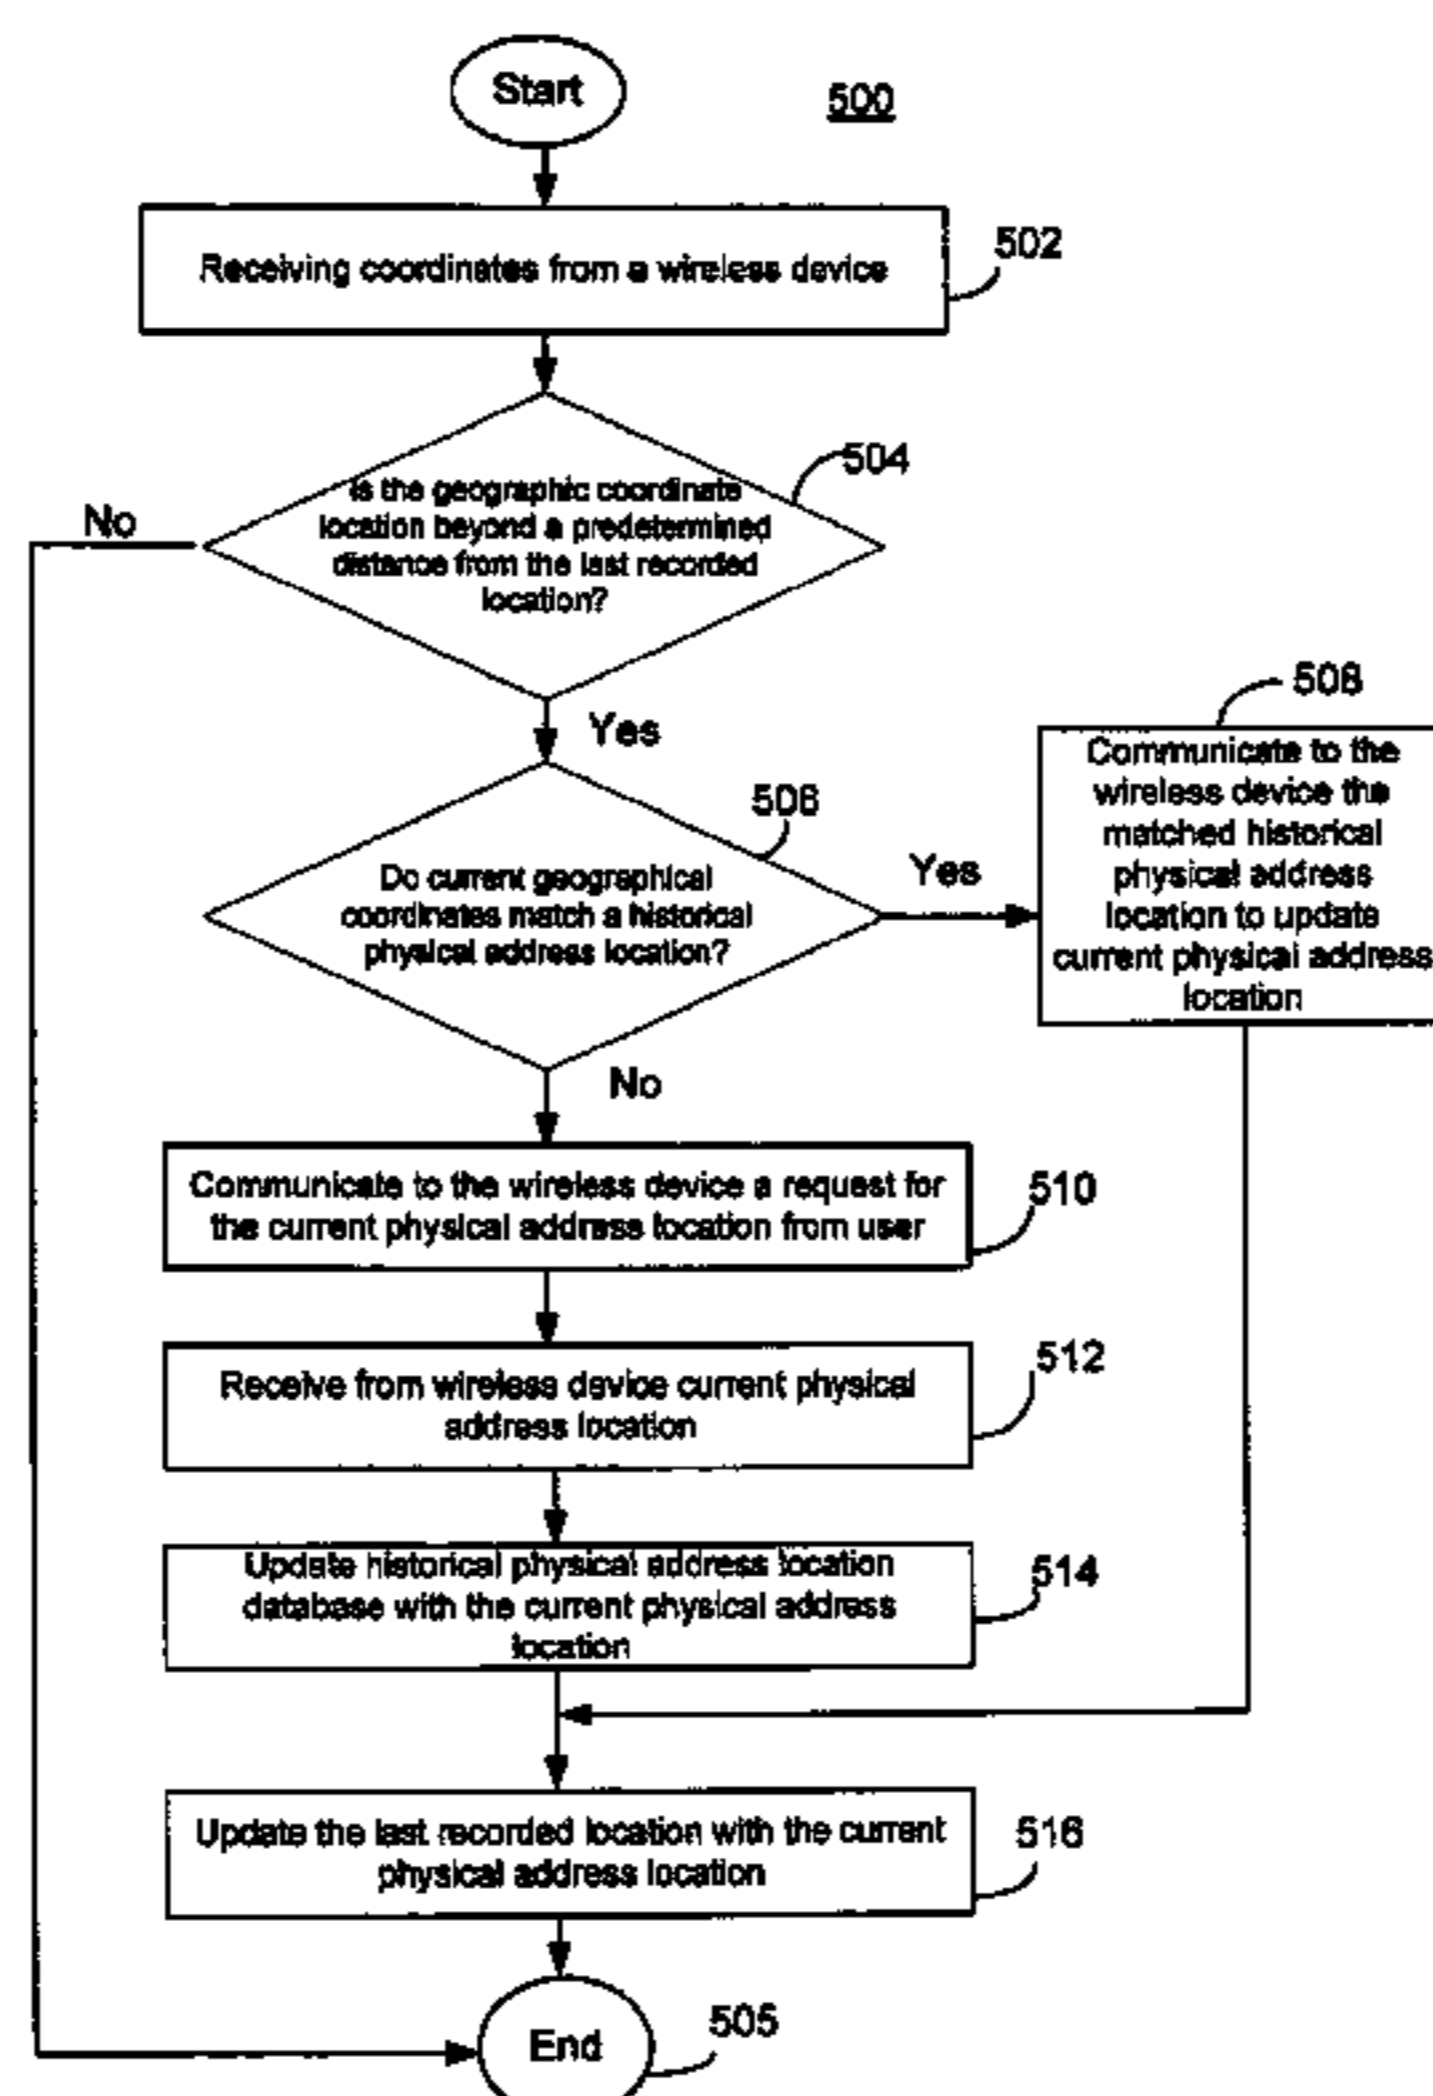 Start
500
Receiving coordinates from a wireless device
502
504
Is the geographic coordinate
location beyond a predetermined
distance from the last recorded
location?
No
Yes
508
Communicate to the
wireless device the
matched historical
physical address
location to update
current physical address
location
506
Do current geographical
coordinates match a historical
physical address location?
Yes
No
Communicate to the wireless device a request for
the current physical address location from user
510
Receive from wireless device current physical
address location
512
Update historical physical address location
database with the current physical address
location
514
Update the last recorded location with the current
physical address location
516
End
505